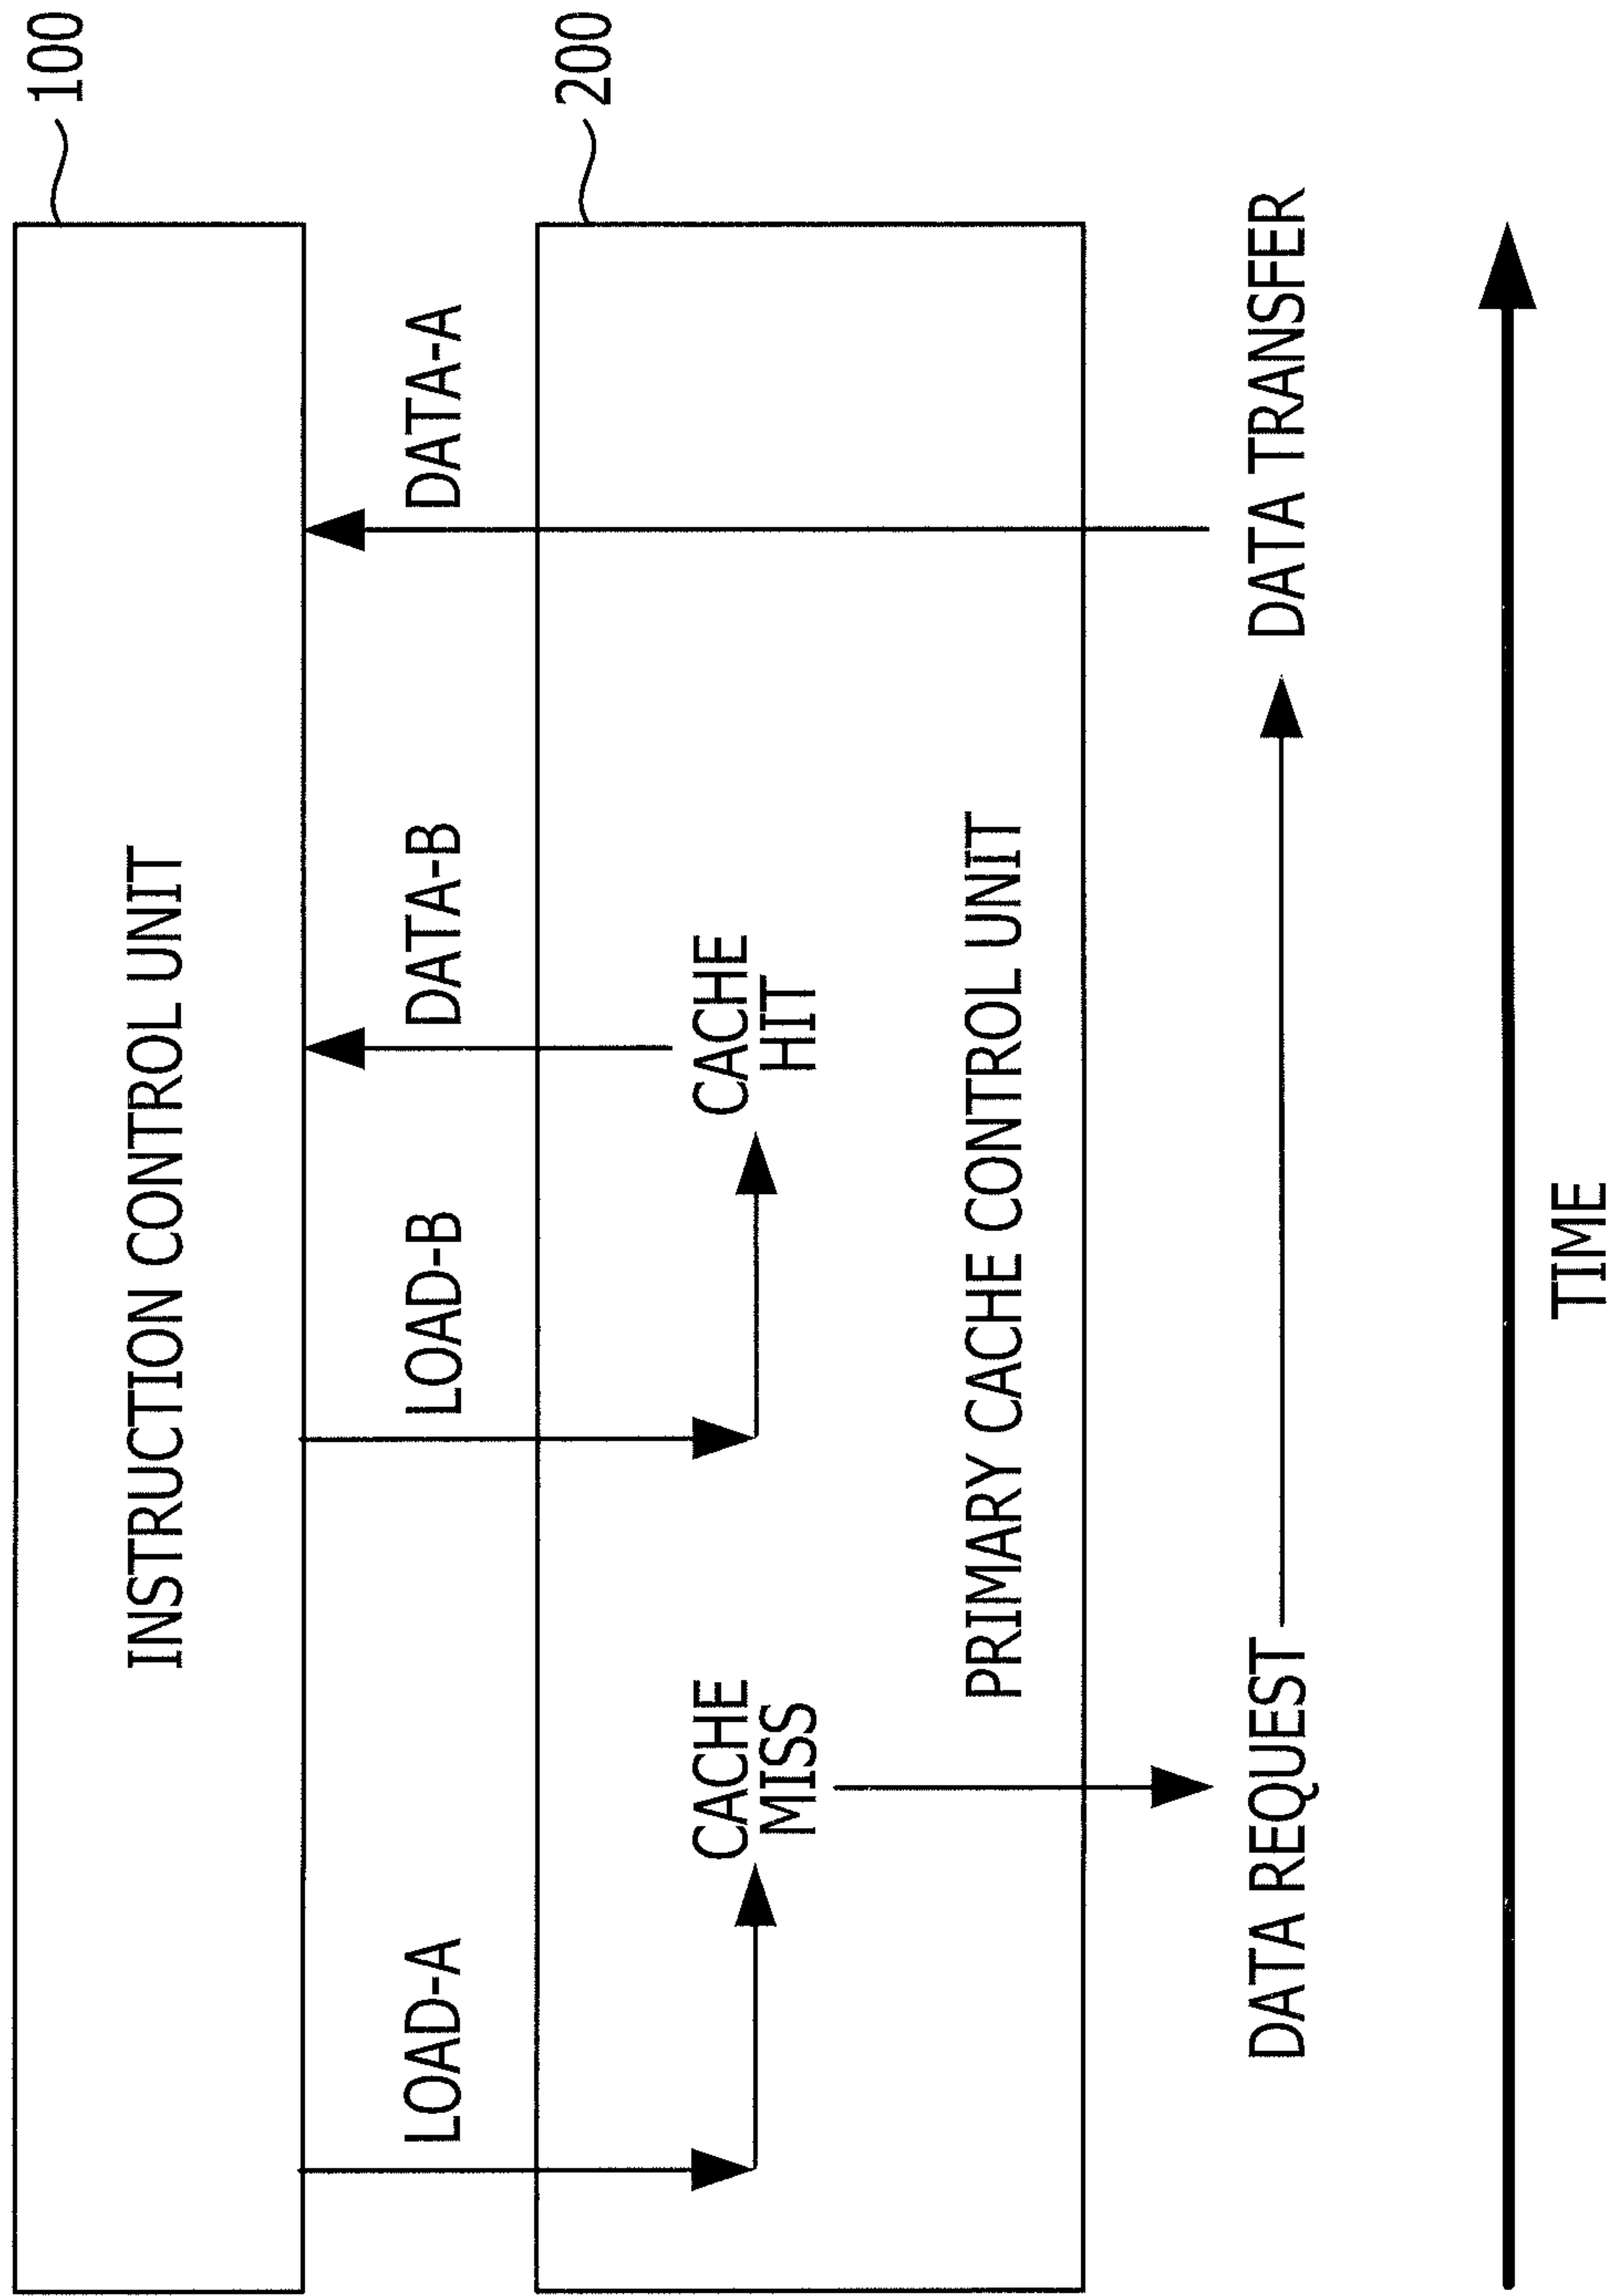 100
INSTRUCTION CONTROL UNIT
LOAD-A
LOAD-B
DATA-B
DATA-A
200
CACHE
MISS
CACHE
HIT
PRIMARY CACHE CONTROL UNIT
DATA REQUEST
DATA TRANSFER
TIME